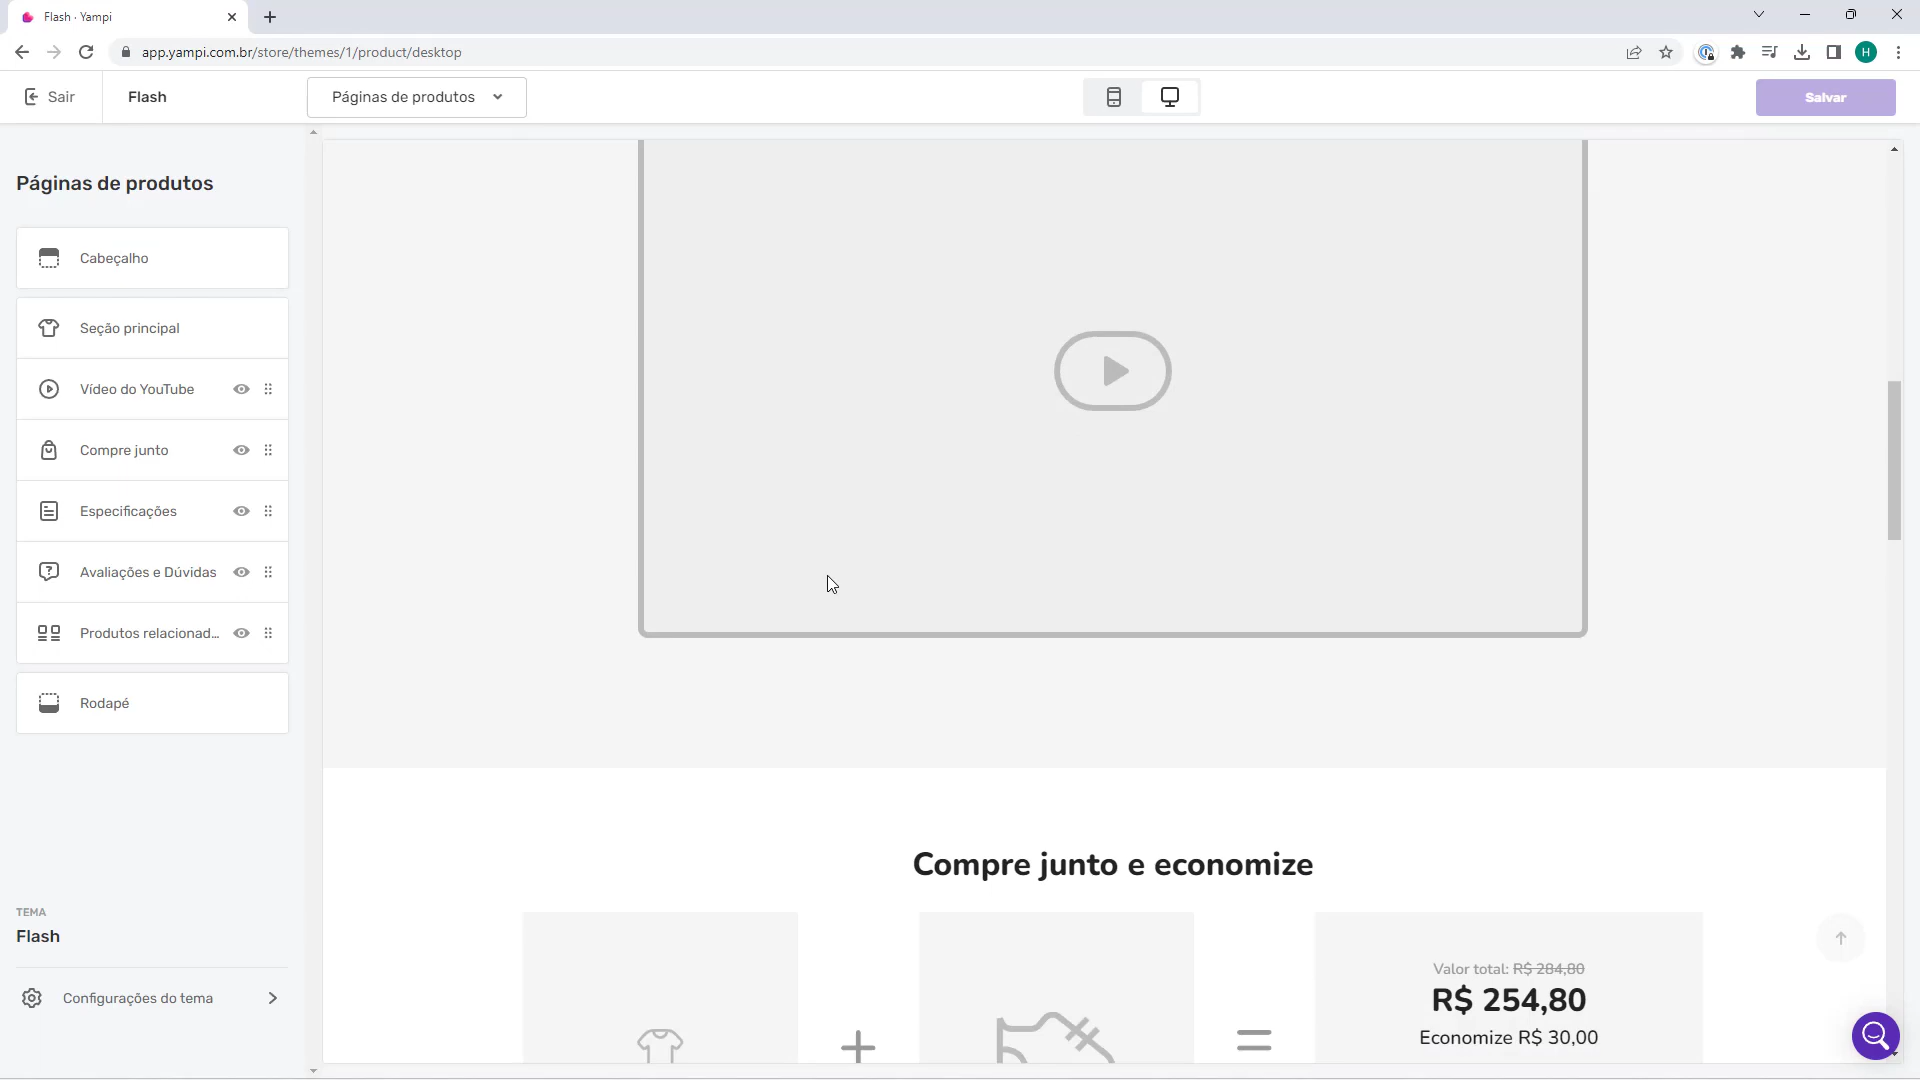 Flash · Yampi
app.yampi.com.br/store/themes/1/product/desktop
H
Sair
Flash
Páginas de produtos
Salvar
Páginas de produtos
Cabeçalho
Seção principal
Vídeo do YouTube
Compre junto
Especificações
Avaliações e Dúvidas
Produtos relacionad...
Rodapé
TEMA
Flash
Configurações do tema
Compre junto e economize
Valor total: R$ 284,80
R$ 254,80
Economize R$ 30,00